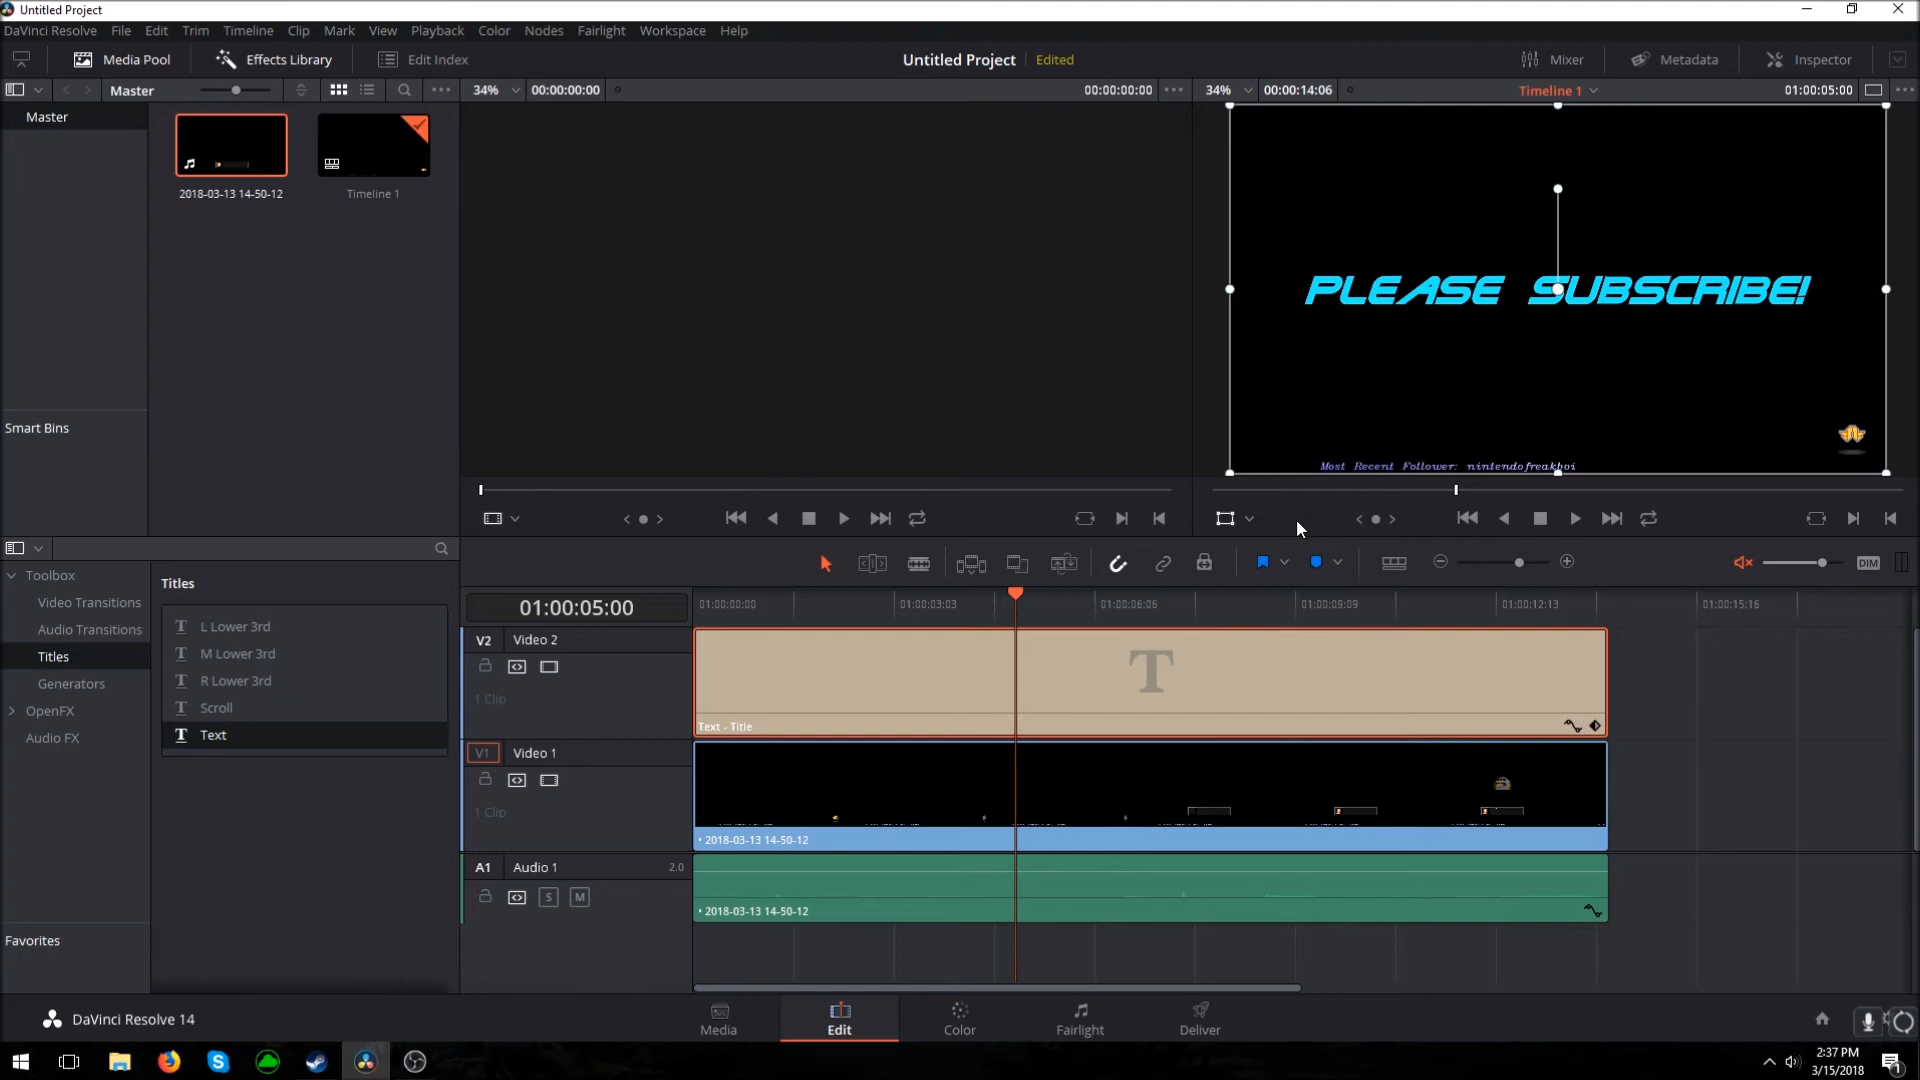 Untitled Project
DaVinci Resolve File Edit Trim Timeline Clip Mark View Playback Color Nodes Fairlight Workspace Help
Media Pool Effects Library Edit Index Untitled Project Edited Mixer Metadata Inspector
Master 34% 00:00:00:00 00:00:00:00 34% 00:00:14:06 Timeline 1 01:00:05:00
Master
2018-03-13 14-50-12 Timeline 1
PLEASE SUBSCRIBE!
Smart Bins
Most Recent Follower: nintendofreakboi
Toolbox
Titles
Video Transitions
Audio Transitions
Titles
Generators
OpenFX
Audio FX
L Lower 3rd
M Lower 3rd
R Lower 3rd
Scroll
Text
Favorites
DIM
01:00:05:00 01:00:00:00 01:00:03:03 01:00:06:06 01:00:09:09 01:00:12:13 01:00:15:16
V2 Video 2
1 Clip
T
Text - Title
V1 Video 1
1 Clip
• 2018-03-13 14-50-12
A1 Audio 1 2.0
S M
• 2018-03-13 14-50-12
DaVinci Resolve 14 Media Edit Color Fairlight Deliver
2:37 PM
3/15/2018
1